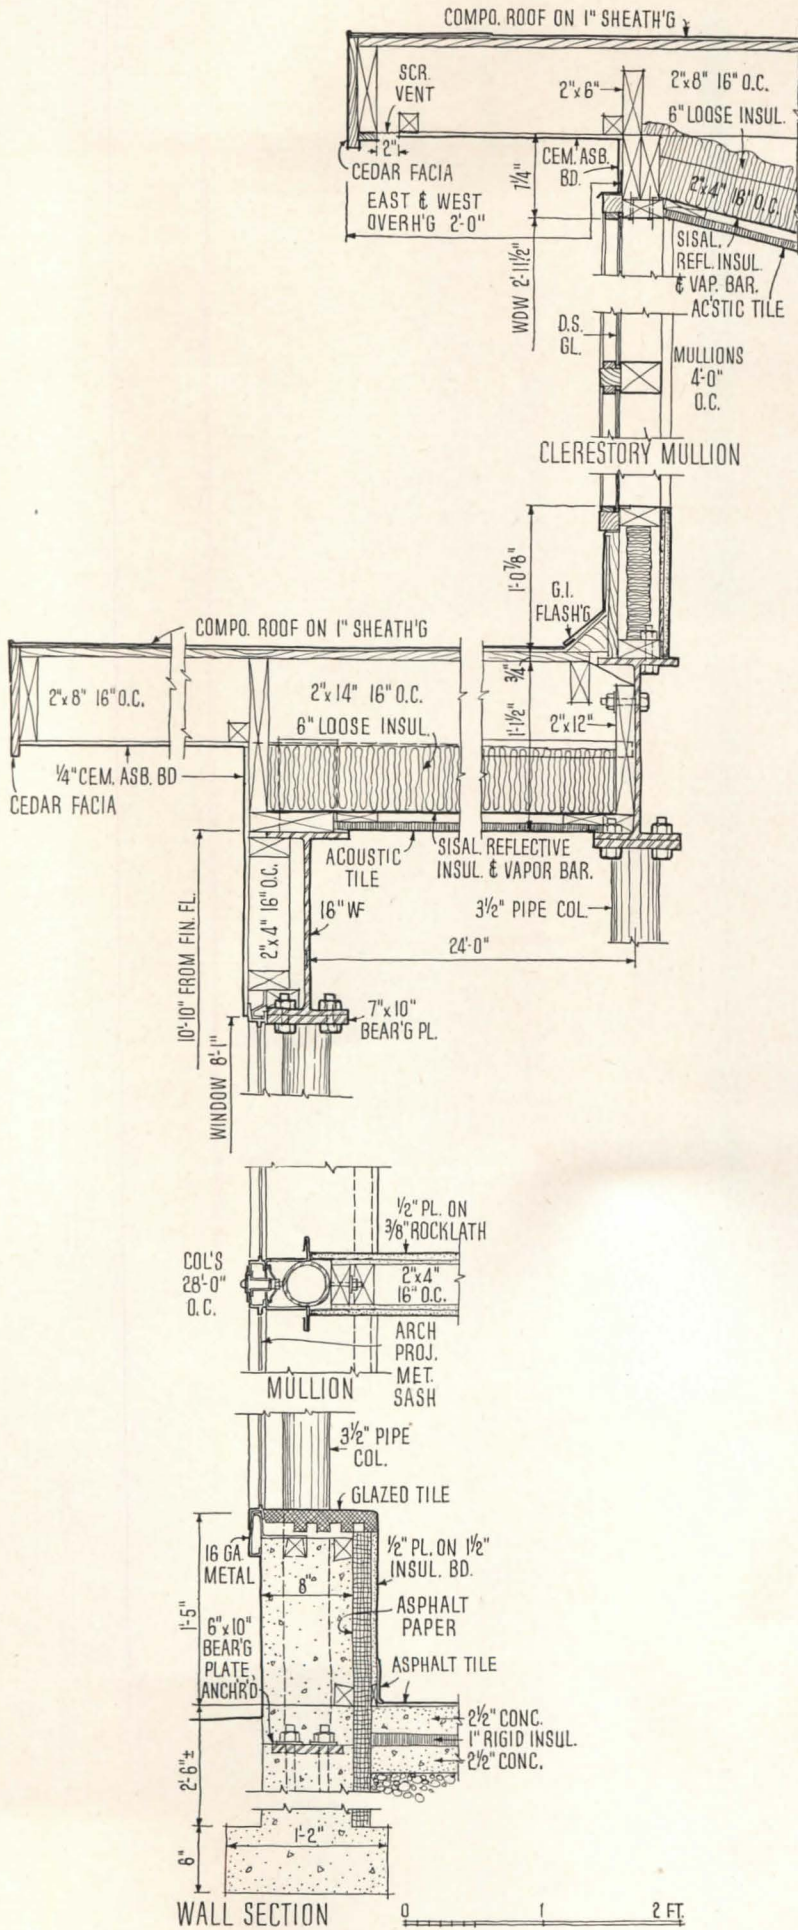 COMPO. ROOF ON 1" SHEATH'G
SCR.
VENT
2"x6"
2"x8" 16" O.C.
6" LOOSE INSUL.
2"
CEDAR FACIA
CEM. ASB.
BD.
1'¼"
2"x4" 16" O.C.
EAST & WEST
OVERH'G 2'-0"
SISAL.
REFL. INSUL.
& VAP. BAR.
AC'STIC TILE
WDW 2'-11½"
D.S.
GL.
MULLIONS
4'-0"
O.C.
CLERESTORY MULLION
1'-0⅞"
G.I.
FLASH'G
COMPO. ROOF ON 1" SHEATH'G
¾"
2"x8" 16" O.C.
2"x14" 16" O.C.
6" LOOSE INSUL.
1'-1½"
2"x12"
¼" CEM. ASB. BD
CEDAR FACIA
ACOUSTIC
TILE
SISAL. REFLECTIVE
INSUL. & VAPOR BAR.
2"x4" 16" O.C.
16" WF
3½" PIPE COL.
24'-0"
10'-10" FROM FIN. FL.
7"x10"
BEAR'G PL.
WINDOW 8'-1"
½" PL. ON
⅜" ROCKLATH
COL'S
28'-0"
O.C.
2"x4"
16" O.C.
ARCH
PROJ.
MET.
SASH
MULLION
3½" PIPE
COL.
GLAZED TILE
16 GA.
METAL
½" PL. ON 1½"
INSUL. BD.
8"
1'-5"
ASPHALT
PAPER
6"x10"
BEAR'G
PLATE,
ANCHR'D
ASPHALT TILE
2½" CONC.
1" RIGID INSUL.
2½" CONC.
2'-6"±
1'-2"
6"
WALL SECTION
0 1 2 FT.